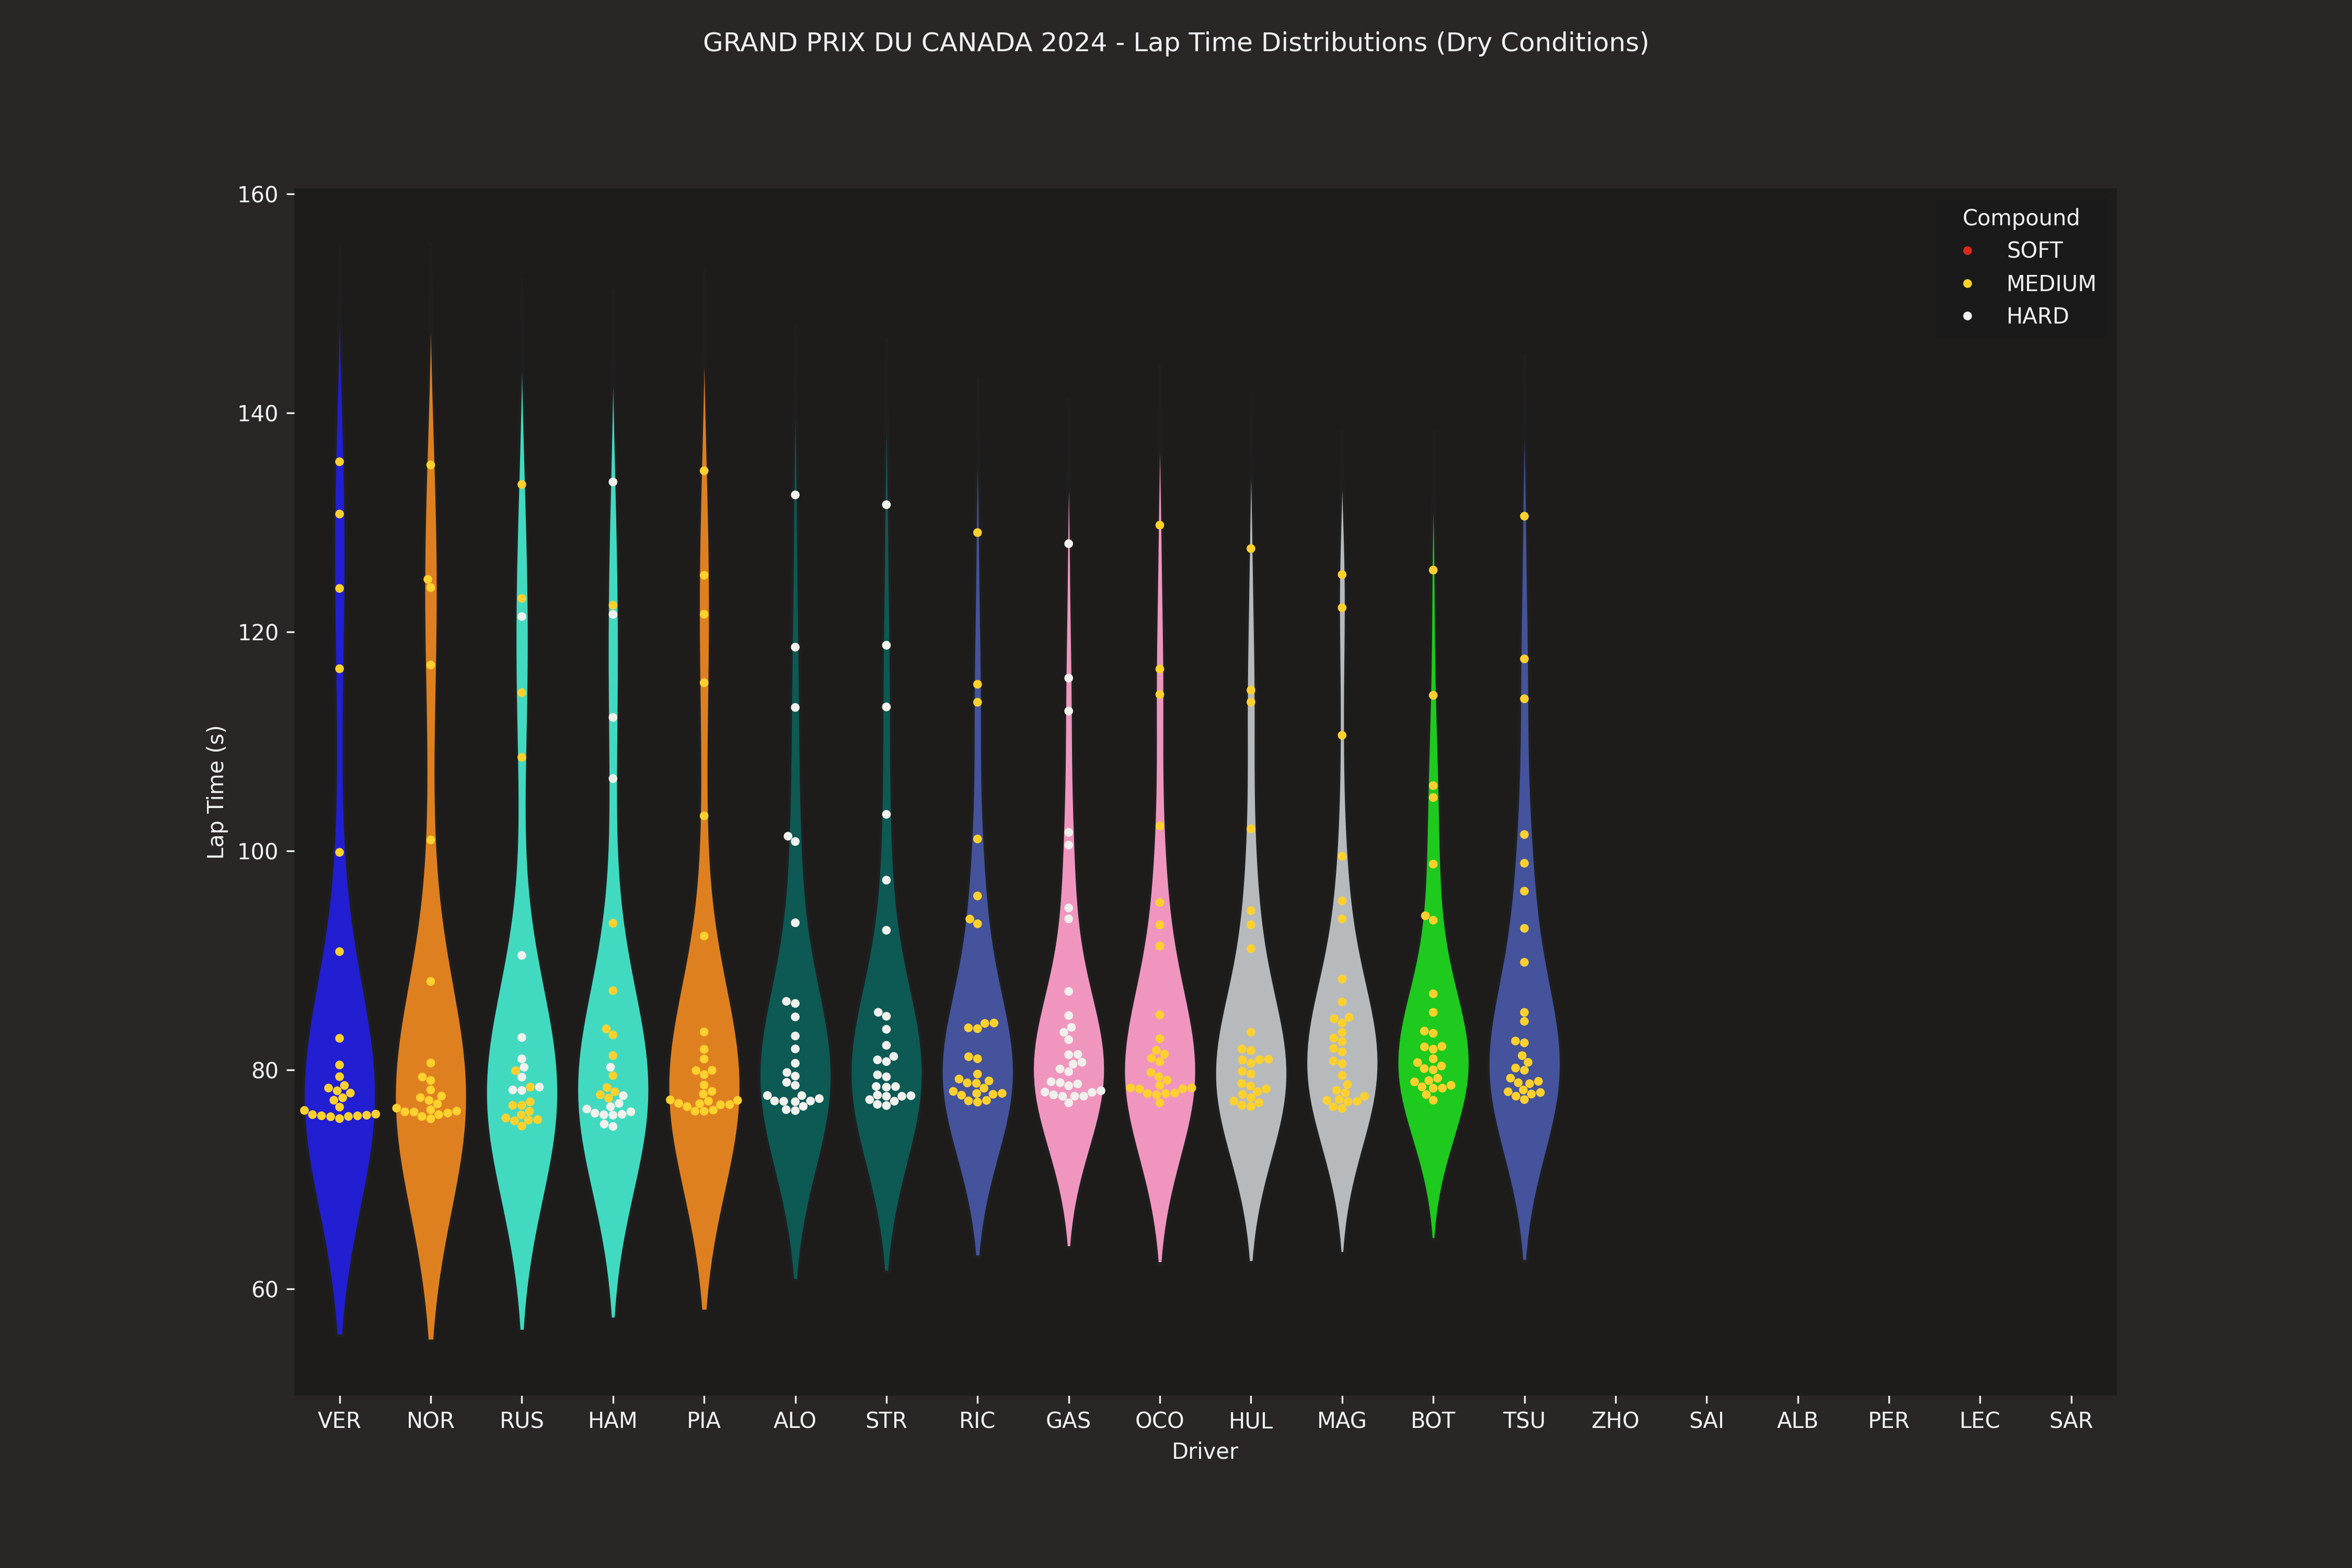 GRAND PRIX DU CANADA 2024 - Lap Time Distributions (Dry Conditions)
160
140
120
100
80
60
Lap Time (s)
Compound
SOFT
MEDIUM
HARD
VER NOR RUS HAM PIA ALO STR RIC GAS OCO HUL MAG BOT TSU ZHO SAI ALB PER LEC SAR
Driver